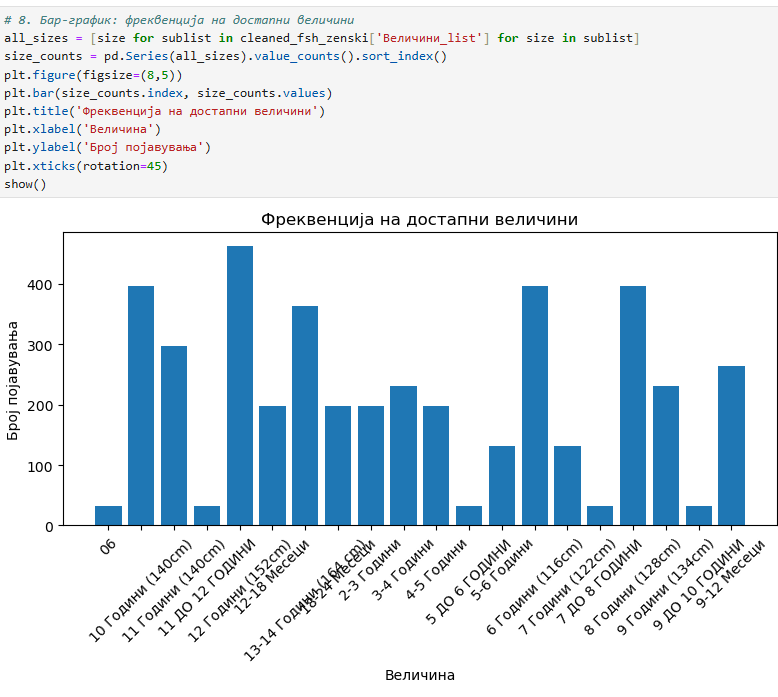 # 8. Бар-график: фреквенција на достапни величини
all_sizes = [size for sublist in cleaned_fsh_zenski['Величини_list'] for size in sublist]
size_counts = pd.Series(all_sizes).value_counts().sort_index()
plt.figure(figsize=(8,5))
plt.bar(size_counts.index, size_counts.values)
plt.title('Фреквенција на достапни величини')
plt.xlabel('Величина')
plt.ylabel('Број појавувања')
plt.xticks(rotation=45)
show()
Фреквенција на достапни величини
Број појавувања
400
300
200
100
0
06
10 Години (140cm)
11 Години (140cm)
11 ДО 12 ГОДИНИ
12 Години (152cm)
12-18 Месеци
13-14 Години (164 cm)
18-24 Месеци
2-3 Години
3-4 Години
4-5 Години
5 ДО 6 ГОДИНИ
5-6 Години
6 Години (116cm)
7 Години (122cm)
7 ДО 8 ГОДИНИ
8 Години (128cm)
9 Години (134cm)
9 ДО 10 ГОДИНИ
9-12 Месеци
Величина